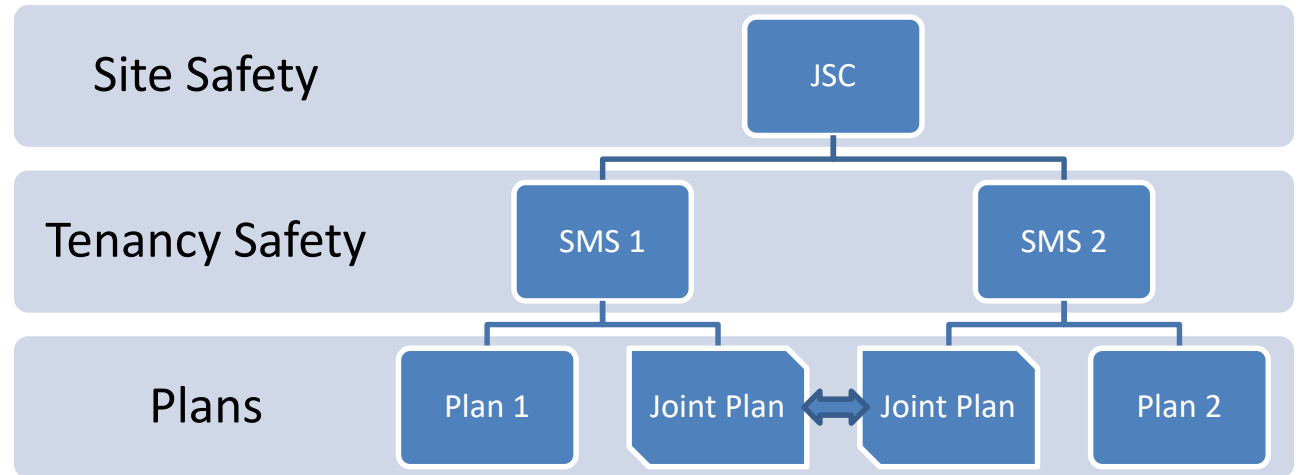 Site Safety
JSC
Tenancy Safety
SMS 1
SMS 2
Plans
Plan 1
Joint Plan
Joint Plan
Plan 2